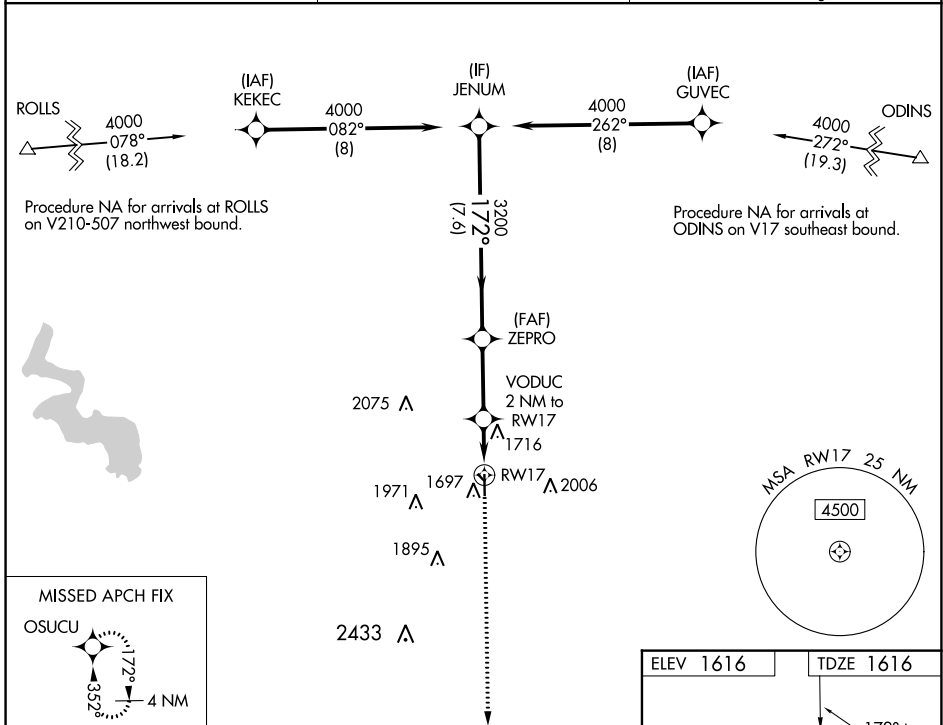 (IAF)
KEKEC
(IF)
JENUM
(IAF)
GUVEC
ROLLS
4000
078°
(18.2)
4000
082°
(8)
4000
262°
(8)
ODINS
4000
272°
(19.3)
Procedure NA for arrivals at ROLLS
on V210-507 northwest bound.
Procedure NA for arrivals at
ODINS on V17 southeast bound.
3200
172°
(7.6)
(FAF)
ZEPRO
VODUC
2 NM to
RW17
2075
1716
RW17
1697
2006
1971
1895
2433
MSA RW17 25 NM
4500
MISSED APCH FIX
OSUCU
172°
352°
4 NM
ELEV 1616
TDZE 1616